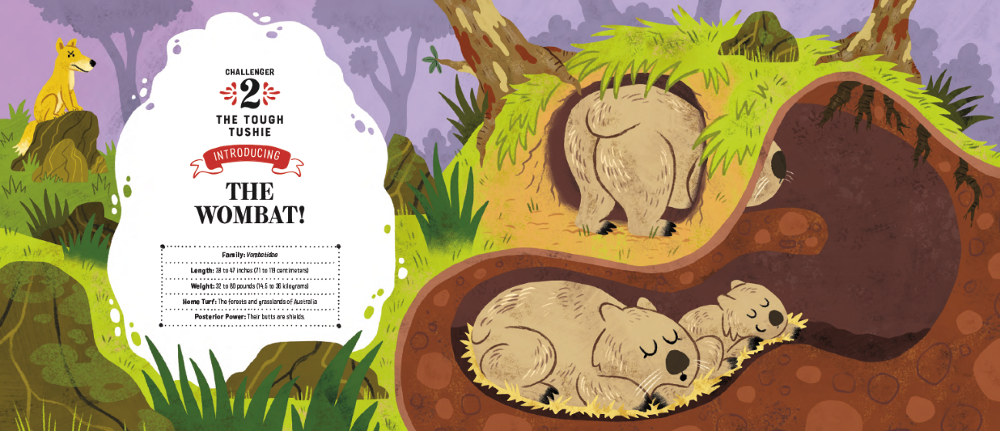 CHALLENGER
2
THE TOUGH
TUSHIE
INTRODUCING
THE
WOMBAT!
Family: Vombatidae
Length: 28 to 47 inches (71 to 119 centimeters)
Weight: 32 to 80 pounds (14.5 to 36 kilograms)
Home Turf: The forests and grasslands of Australia
Posterior Power: Their butts are shields.